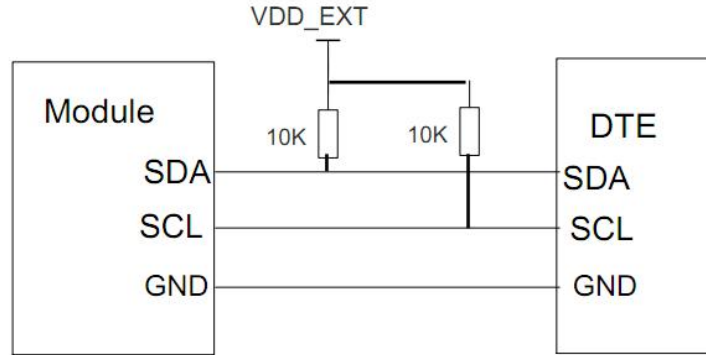 VDD_EXT
Module
10K
10K
DTE
SDA
SDA
SCL
SCL
GND
GND